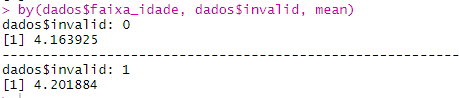 > by(dados$faixa_idade, dados$invalid, mean)
dados$invalid: 0
[1] 4.163925
------------------------------------------------------------
dados$invalid: 1
[1] 4.201884
>